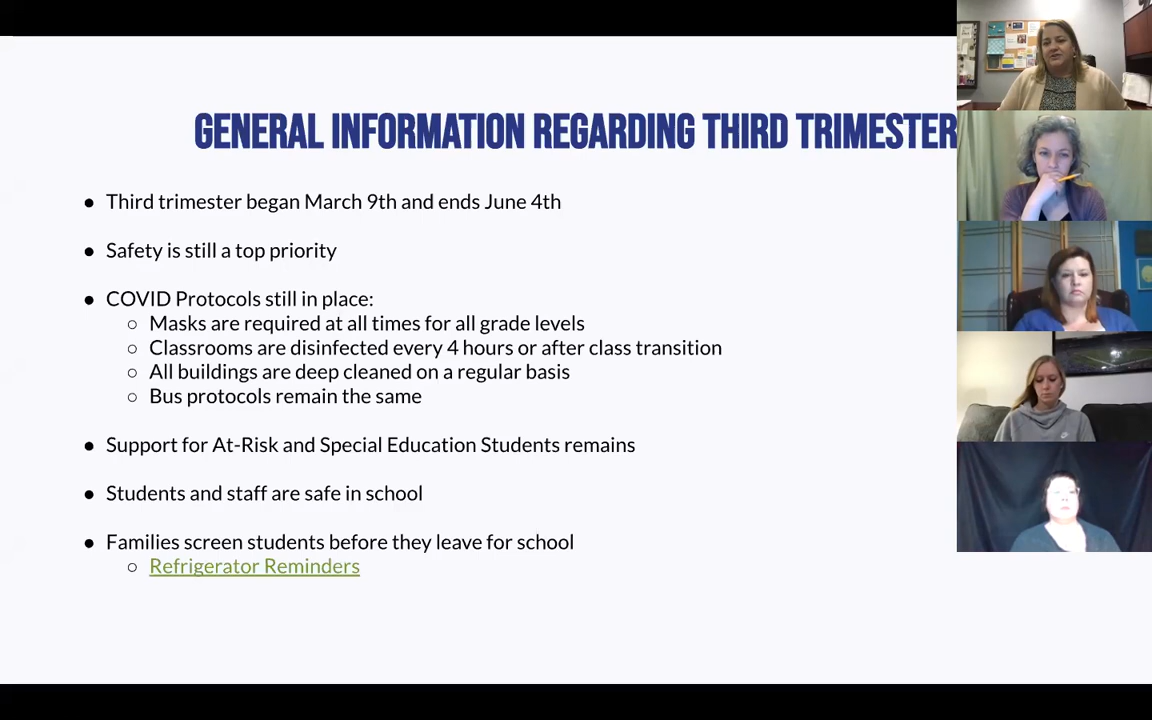 GENERAL INFORMATION REGARDING THIRD TRIMESTER
● Third trimester began March 9th and ends June 4th
● Safety is still a top priority
● COVID Protocols still in place:
○ Masks are required at all times for all grade levels
○ Classrooms are disinfected every 4 hours or after class transition
○ All buildings are deep cleaned on a regular basis
○ Bus protocols remain the same
● Support for At-Risk and Special Education Students remains
● Students and staff are safe in school
● Families screen students before they leave for school
○ Refrigerator Reminders